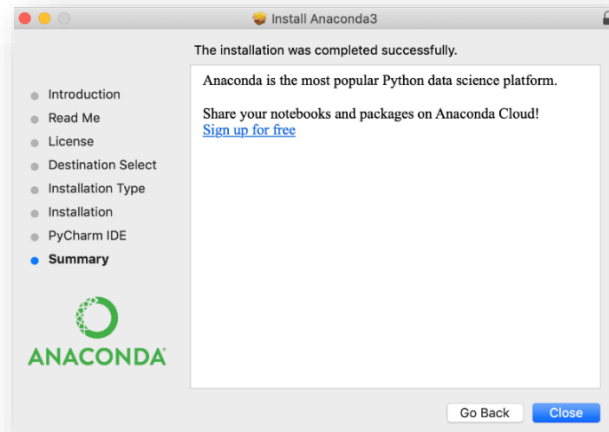 Install Anaconda3
The installation was completed successfully.
Introduction
Read Me
License
Destination Select
Installation Type
Installation
PyCharm IDE
Summary
Anaconda is the most popular Python data science platform.
Share your notebooks and packages on Anaconda Cloud!
Sign up for free
ANACONDA
Go Back
Close